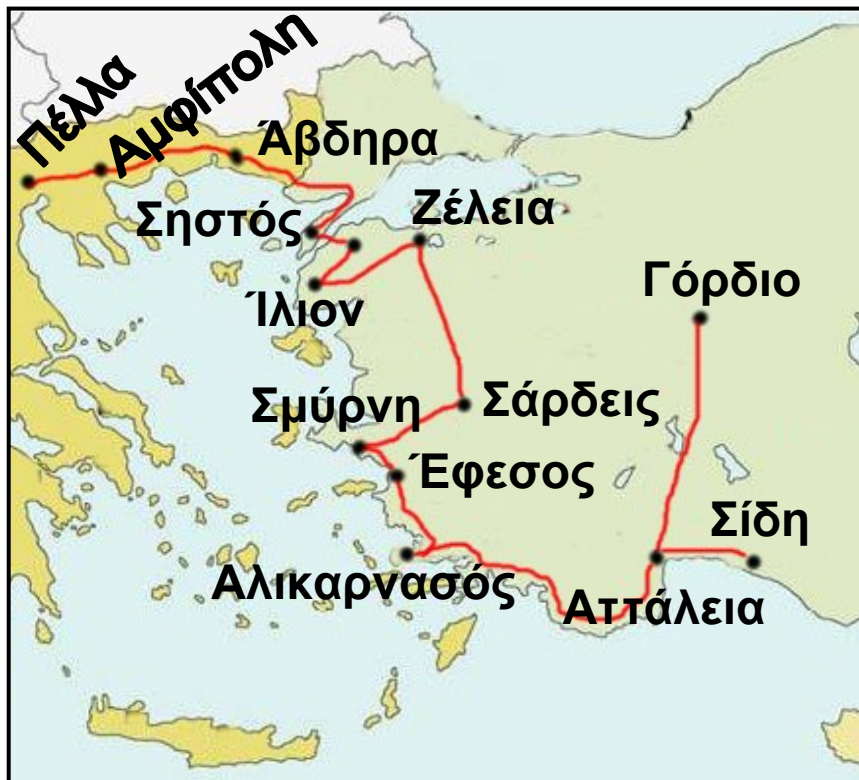 Πέλλα
Αμφίπολη
Άβδηρα
Σηστός
Ζέλεια
Ίλιον
Γόρδιο
Σμύρνη
Σάρδεις
Έφεσος
Σίδη
Αλικαρνασός
Αττάλεια